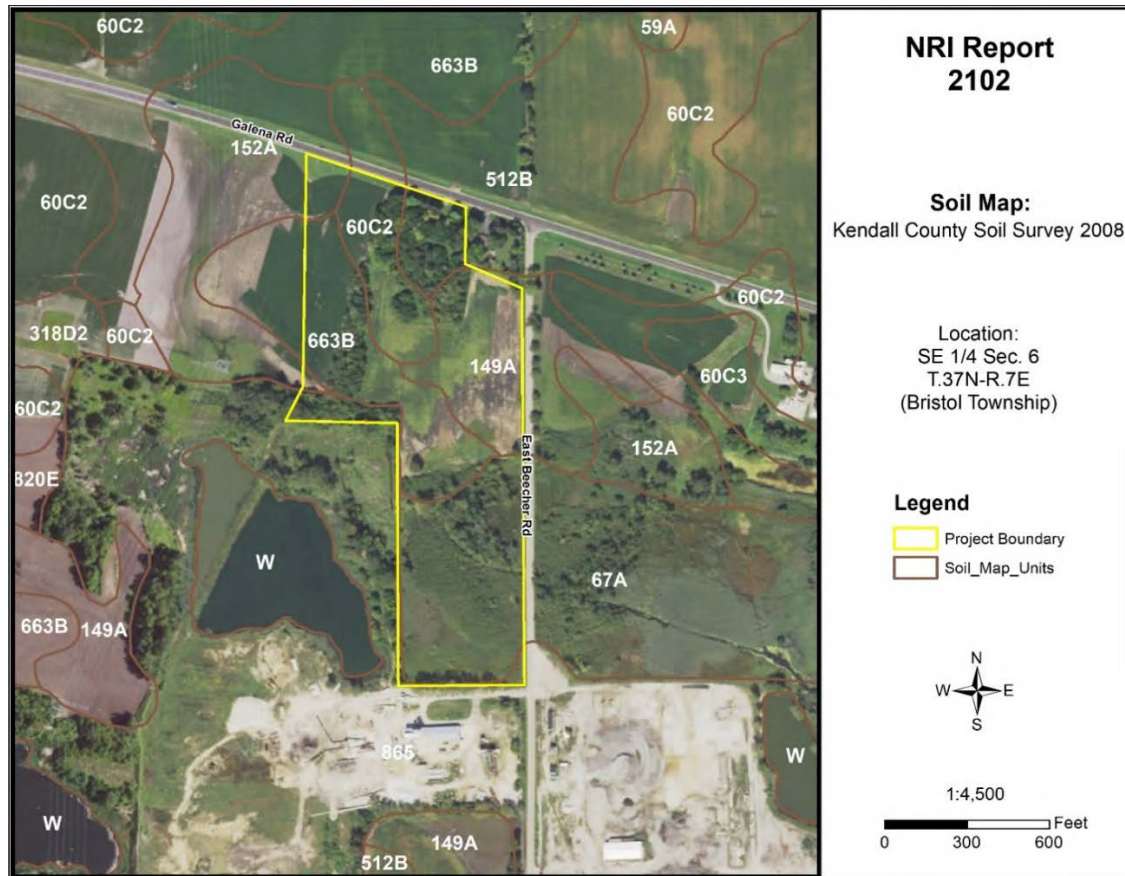 60C2
59A
663B
60C2
Galena Rd
152A
512B
60C2
60C2
60C2
318D2
60C2
663B
149A
60C3
60C2
East Beecher Rd
152A
820E
W
67A
663B
149A
865
W
W
149A
512B
NRI Report
2102
Soil Map:
Kendall County Soil Survey 2008
Location:
SE 1/4 Sec. 6
T.37N-R.7E
(Bristol Township)
Legend
Project Boundary
Soil_Map_Units
N
W
E
S
1:4,500
Feet
0 300 600